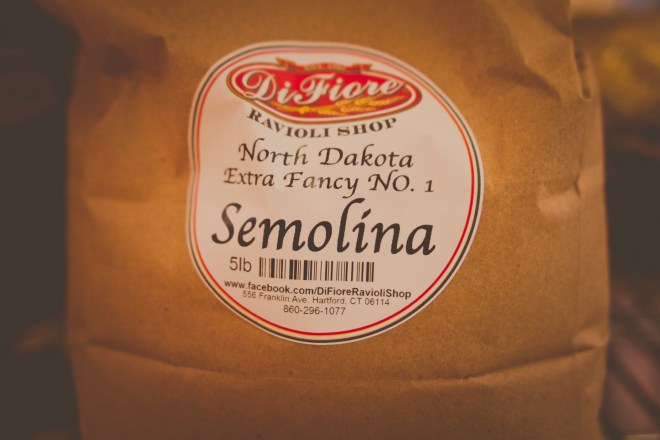 DiFiore
RAVIOLI SHOP
North Dakota
Extra Fancy NO. 1
Semolina
5lb
www.facebook.com/DiFioreRavioliShop
556 Franklin Ave. Hartford, CT 06114
860-296-1077